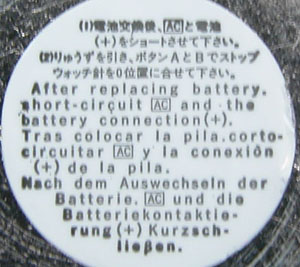 (1)電池交換後、ACと電池
(+)をショートさせて下さい。
(2)りゅうずを引き、ボタンAとBでストップ
ウォッチ針を0位置に合せて下さい。
After replacing battery.
short-circuit AC and the
battery connection(+).
Tras colocar la pila.corto-
circuitar AC y la conexión
(+) de la pila.
Nach dem Auswechseln der
Batterie. AC und die
Batteriekontaktie-
rung(+) Kurzsch-
ließen.